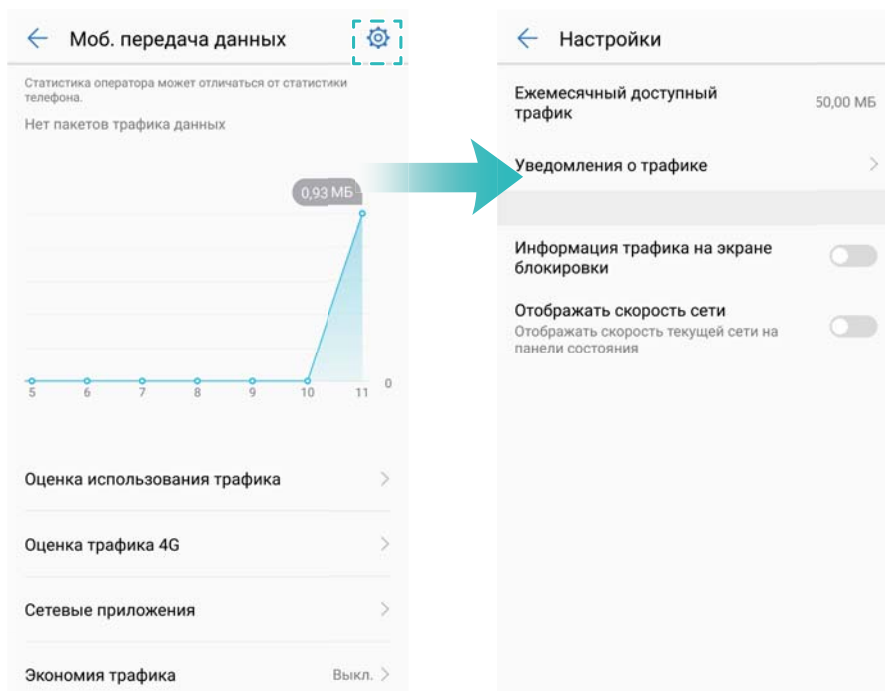 Моб. передача данных
Статистика оператора может отличаться от статистики
телефона.
Нет пакетов трафика данных
0,93 МБ
0
5 6 7 8 9 10 11
Оценка использования трафика
Оценка трафика 4G
Сетевые приложения
Экономия трафика Выкл.
Настройки
Ежемесячный доступный
трафик
50,00 МБ
Уведомления о трафике
Информация трафика на экране
блокировки
Отображать скорость сети
Отображать скорость текущей сети на
панели состояния